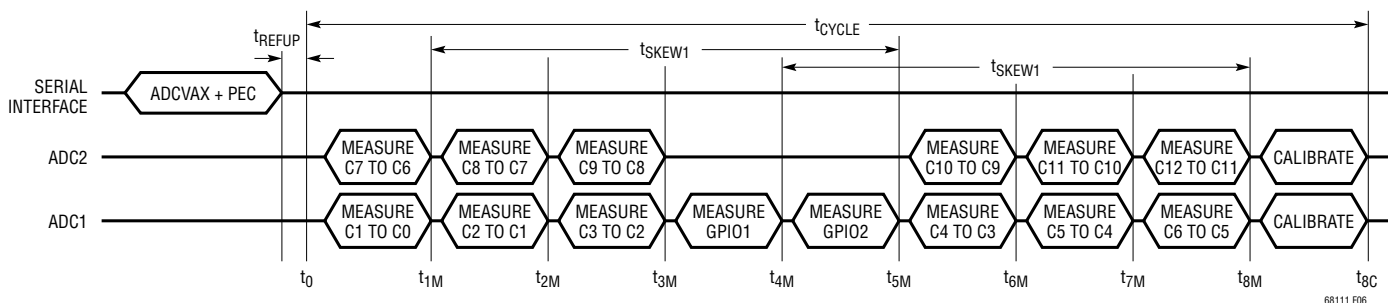 tCYCLE
tREFUP
tSKEW1
tSKEW1
SERIAL
INTERFACE
ADCVAX + PEC
ADC2
MEASURE
C7 TO C6
MEASURE
C8 TO C7
MEASURE
C9 TO C8
MEASURE
C10 TO C9
MEASURE
C11 TO C10
MEASURE
C12 TO C11
CALIBRATE
ADC1
MEASURE
C1 TO C0
MEASURE
C2 TO C1
MEASURE
C3 TO C2
MEASURE
GPIO1
MEASURE
GPIO2
MEASURE
C4 TO C3
MEASURE
C5 TO C4
MEASURE
C6 TO C5
CALIBRATE
t0
t1M
t2M
t3M
t4M
t5M
t6M
t7M
t8M
t8C
68111 F06